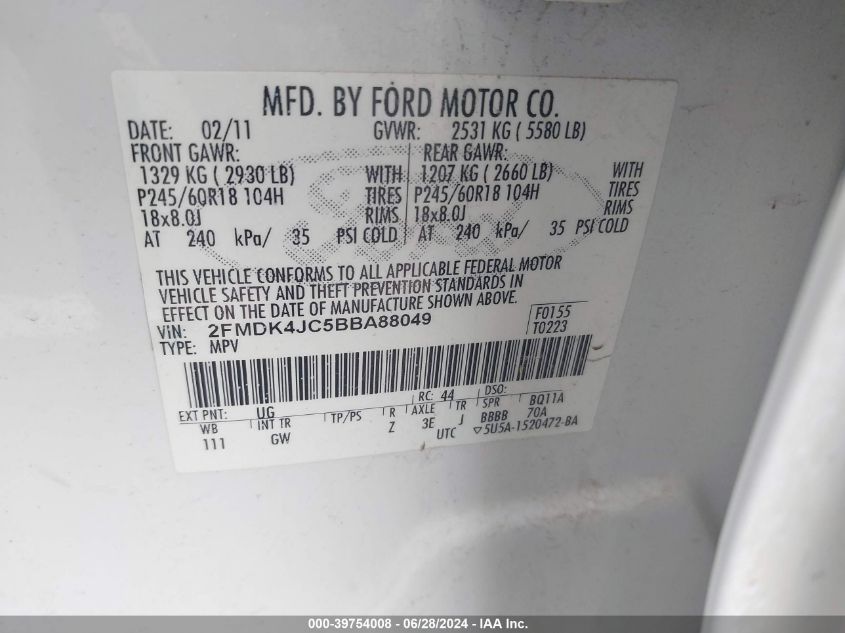 MFD. BY FORD MOTOR CO.
DATE: 02/11 GVWR: 2531 KG ( 5580 LB)
FRONT GAWR: REAR GAWR:
1329 KG ( 2930 LB) WITH 1207 KG ( 2660 LB) WITH
P245/60R18 104H TIRES P245/60R18 104H TIRES
18x8.0J RIMS 18x8.0J RIMS
AT 240 kPa/ 35 PSI COLD AT 240 kPa/ 35 PSI COLD
THIS VEHICLE CONFORMS TO ALL APPLICABLE FEDERAL MOTOR
VEHICLE SAFETY AND THEFT PREVENTION STANDARDS IN
EFFECT ON THE DATE OF MANUFACTURE SHOWN ABOVE.
VIN: 2FMDK4JC5BBA88049 F0155
TYPE: MPV T0223
EXT PNT: UG RC: 44 DSO:
WB INT TR TP/PS R AXLE TR SPR BQ11A
111 GW Z 3E J BBBB 70A
UTC ▽5U5A-1520472-BA
000-39754008 - 06/28/2024 - IAA Inc.